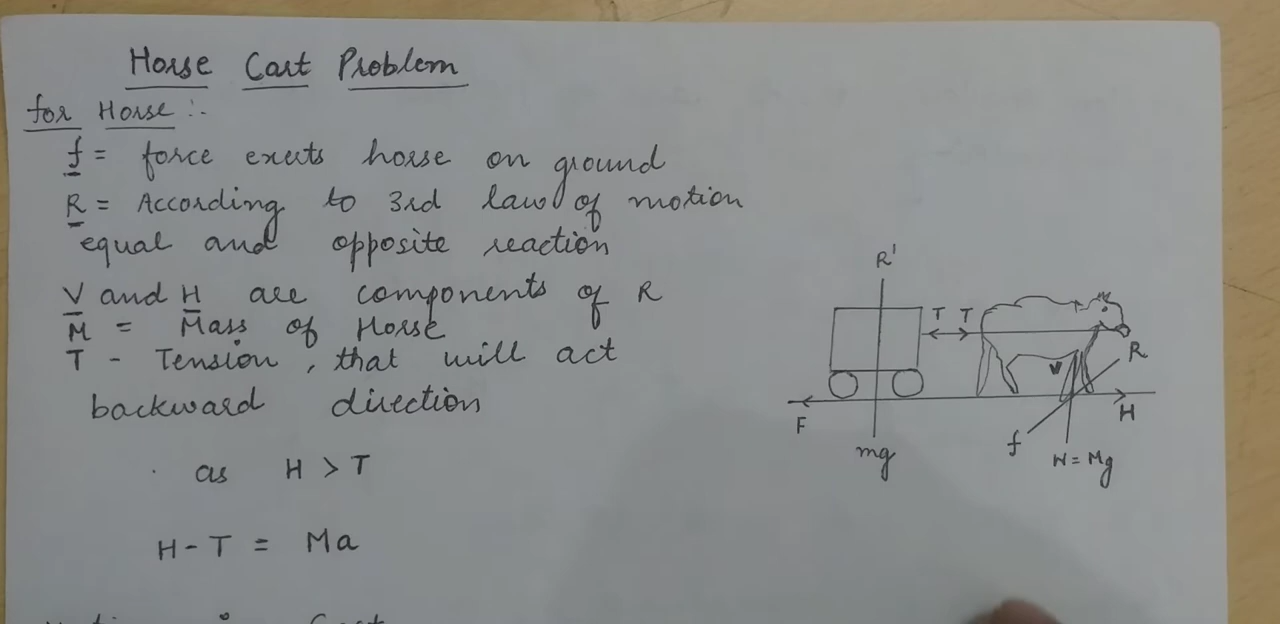 Horse Cart Problem
for Horse :-
f = force exerts horse on ground
R = According to 3rd law of motion
equal and opposite reaction
V and H are components of R
M = Mass of Horse
T - Tension, that will act
backward direction
as H > T
H - T = Ma
R'
T T
R
V
F
H
mg
f
W = Mg